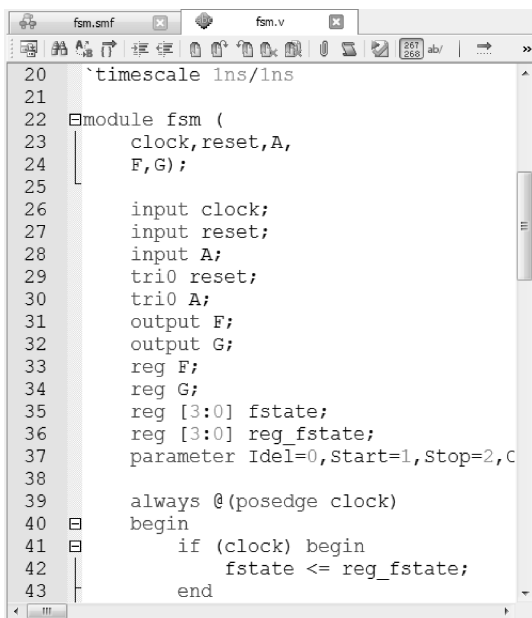 fsm.smf
fsm.v
267
268
ab/
20 `timescale 1ns/1ns
21
22 module fsm (
23 clock,reset,A,
24 F,G);
25
26 input clock;
27 input reset;
28 input A;
29 tri0 reset;
30 tri0 A;
31 output F;
32 output G;
33 reg F;
34 reg G;
35 reg [3:0] fstate;
36 reg [3:0] reg_fstate;
37 parameter Idel=0,Start=1,Stop=2,C
38
39 always @(posedge clock)
40 begin
41 if (clock) begin
42 fstate <= reg_fstate;
43 end